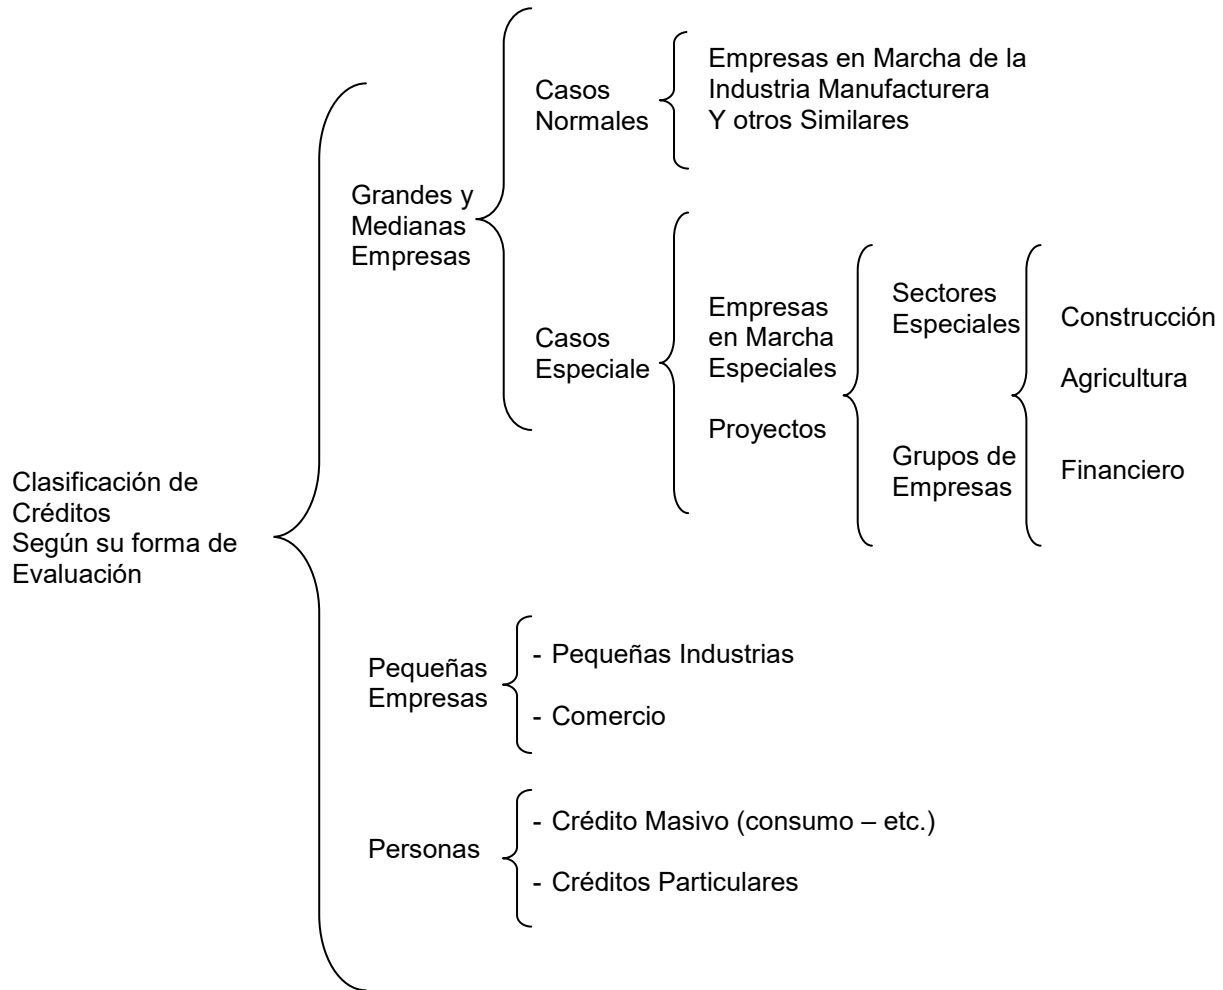 Clasificación de
Créditos
Según su forma de
Evaluación
Grandes y
Medianas
Empresas
Casos
Normales
Empresas en Marcha de la
Industria Manufacturera
Y otros Similares
Casos
Especiale
Empresas
en Marcha
Especiales
Proyectos
Sectores
Especiales
Grupos de
Empresas
Construcción
Agricultura
Financiero
Pequeñas
Empresas
- Pequeñas Industrias
- Comercio
Personas
- Crédito Masivo (consumo – etc.)
- Créditos Particulares